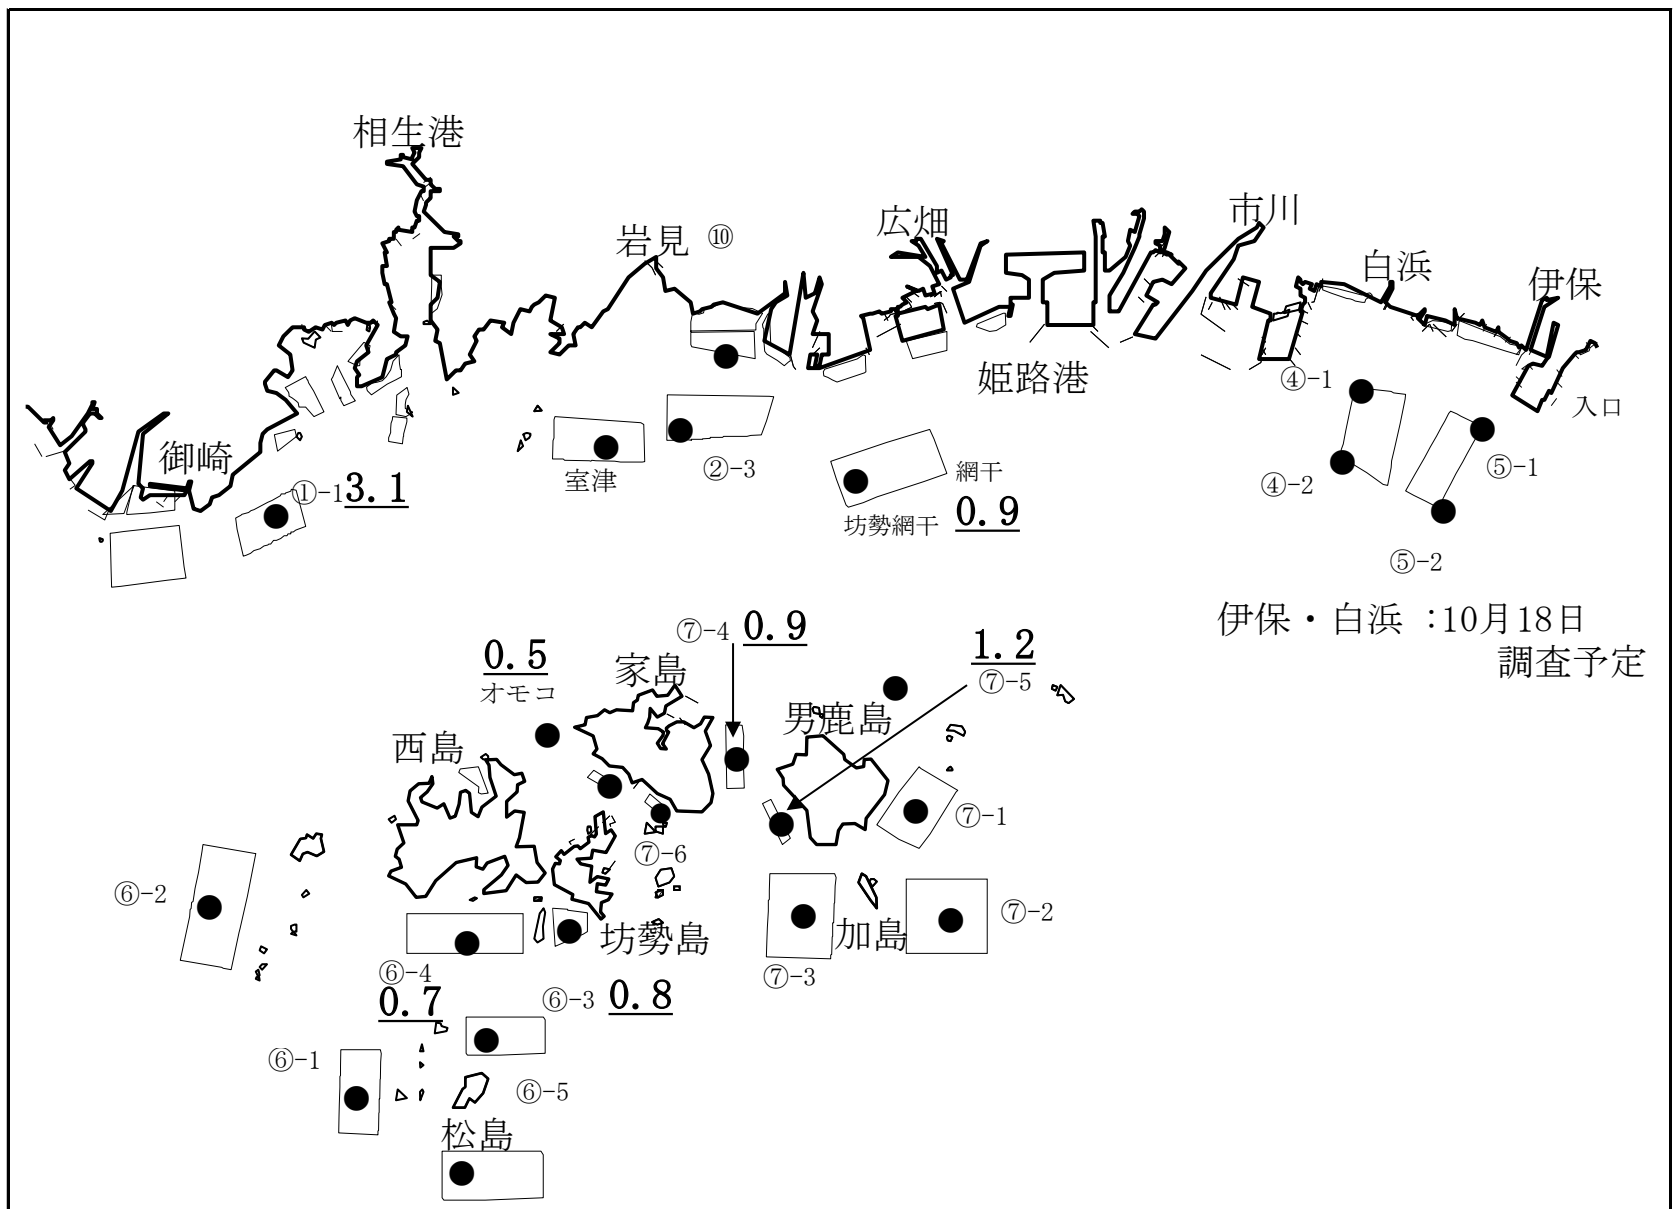 相生港
市川
広畑
岩見 ⑩
白浜
伊保
姫路港
④-1
入口
御崎
室津
②-3
網干
⑤-1
①-1 3.1
④-2
坊勢網干 0.9
⑤-2
伊保・白浜 :10月18日
調査予定
⑦-4 0.9
1.2
0.5
家島
⑦-5
オモコ
男鹿島
西島
⑦-1
⑦-6
⑥-2
⑦-2
坊勢島
加島
⑥-4
⑦-3
0.7
⑥-3 0.8
⑥-1
⑥-5
松島